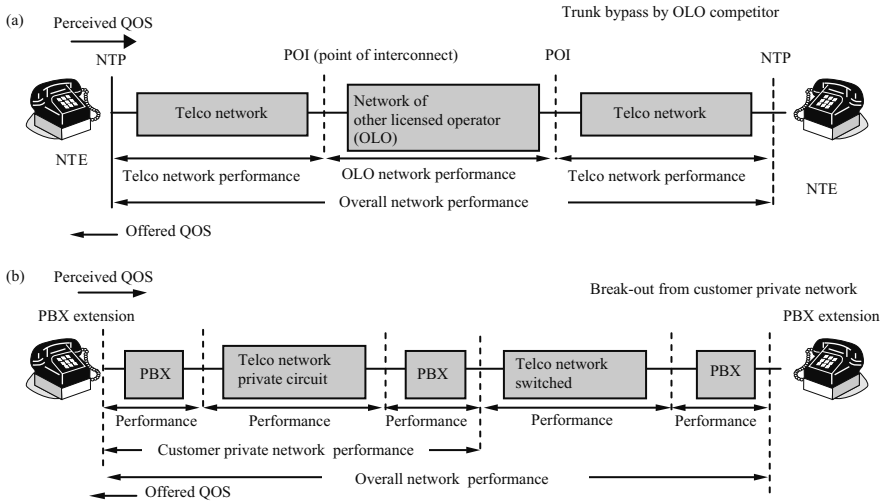 (a)
Perceived QOS
Trunk bypass by OLO competitor
NTP
POI (point of interconnect)
POI
NTP
Telco network
Network of
other licensed operator
(OLO)
Telco network
NTE
Telco network performance
OLO network performance
Telco network performance
NTE
Overall network performance
Offered QOS
(b)
Perceived QOS
Break-out from customer private network
PBX extension
PBX extension
PBX
Telco network
private circuit
PBX
Telco network
switched
PBX
Performance
Performance
Performance
Performance
Performance
Customer private network performance
Overall network performance
Offered QOS